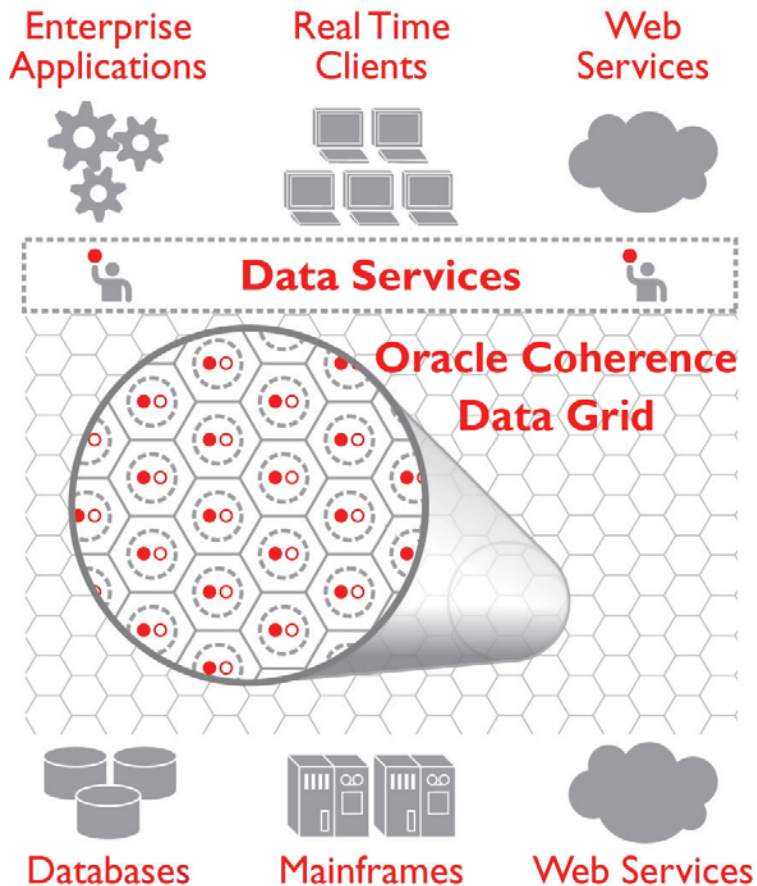 Enterprise
Applications
Real Time
Clients
Web
Services
Data Services
Oracle Coherence
Data Grid
Databases
Mainframes
Web Services